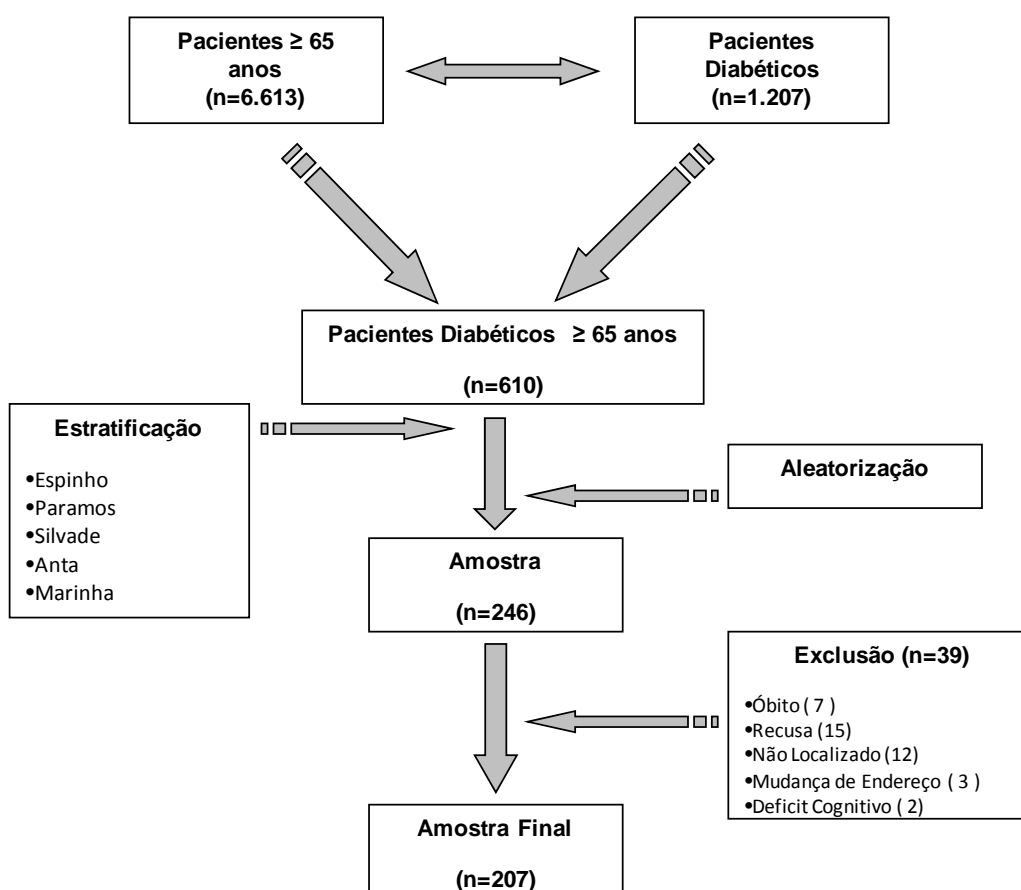 Pacientes ≥ 65
anos
(n=6.613)
Pacientes
Diabéticos
(n=1.207)
Pacientes Diabéticos ≥ 65 anos
(n=610)
Estratificação
•Espinho
•Paramos
•Silvade
•Anta
•Marinha
Aleatorização
Amostra
(n=246)
Exclusão (n=39)
•Óbito ( 7 )
•Recusa (15)
•Não Localizado (12)
•Mudança de Endereço ( 3 )
•Deficit Cognitivo ( 2)
Amostra Final
(n=207)